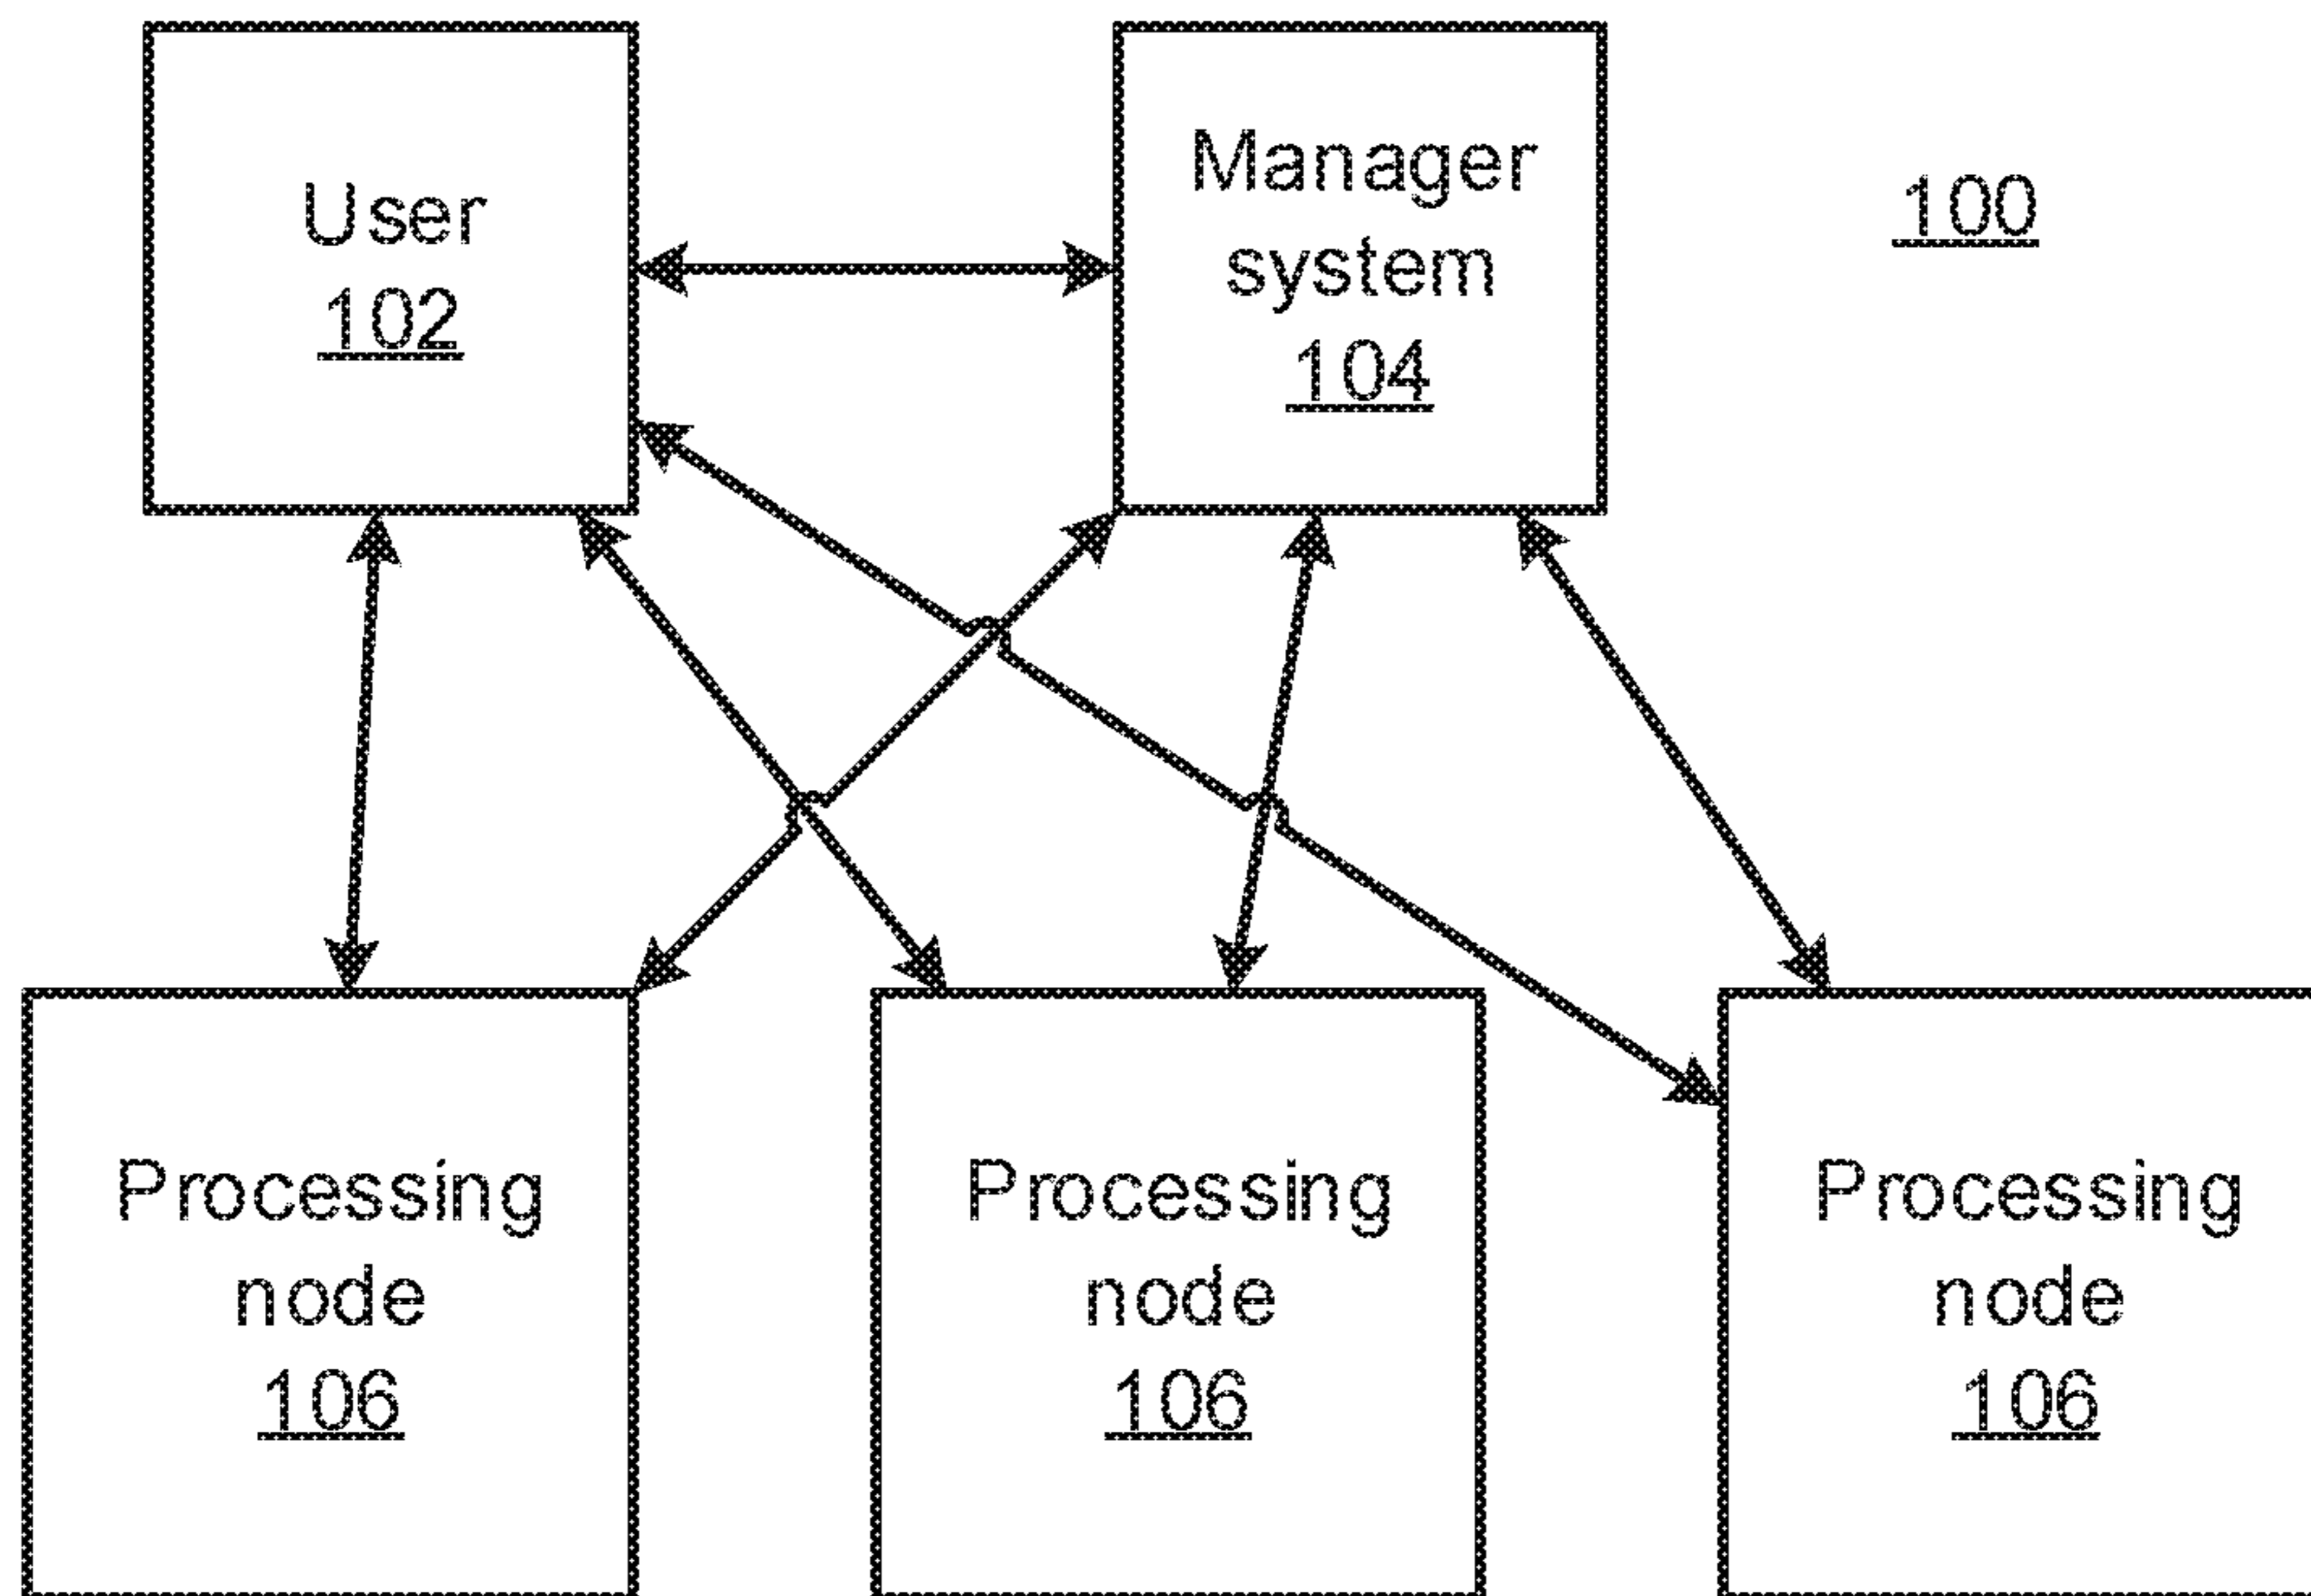 User
102
Manager
system
104
100
Processing
node
106
Processing
node
106
Processing
node
106